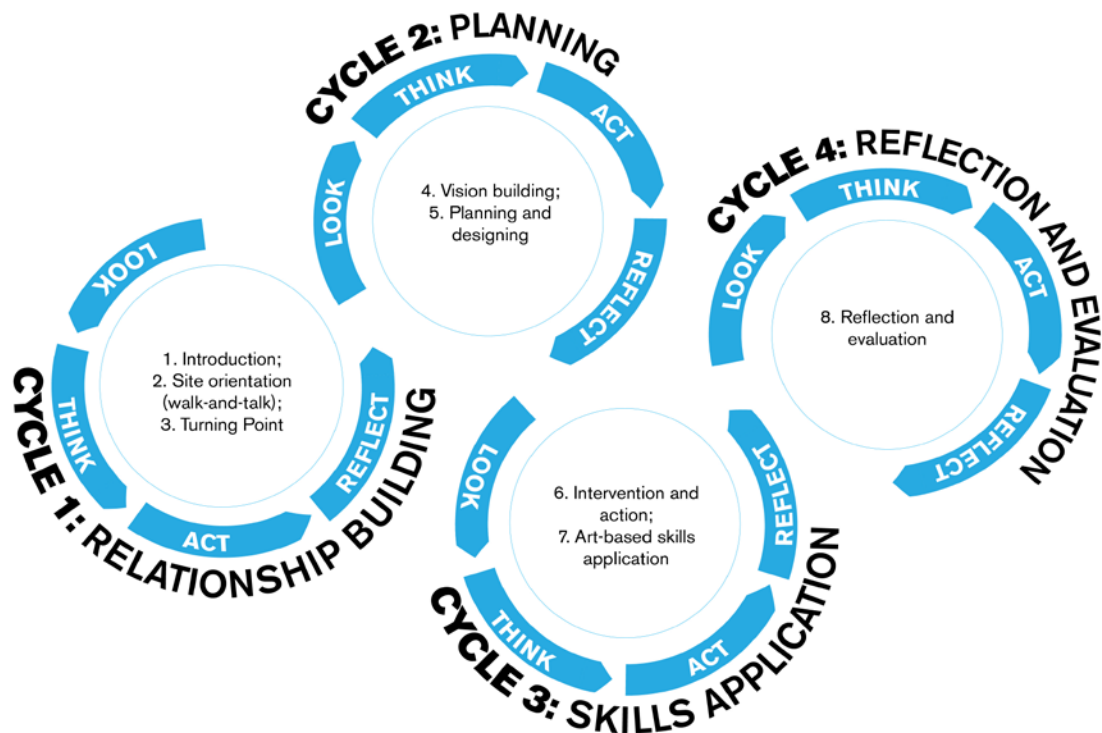 CYCLE 1: RELATIONSHIP BUILDING
LOOK
THINK
ACT
REFLECT
1. Introduction;
2. Site orientation
(walk-and-talk);
3. Turning Point
CYCLE 2: PLANNING
LOOK
THINK
ACT
REFLECT
4. Vision building;
5. Planning and
designing
CYCLE 3: SKILLS APPLICATION
LOOK
THINK
ACT
REFLECT
6. Intervention and
action;
7. Art-based skills
application
CYCLE 4: REFLECTION AND EVALUATION
LOOK
THINK
ACT
REFLECT
8. Reflection and
evaluation